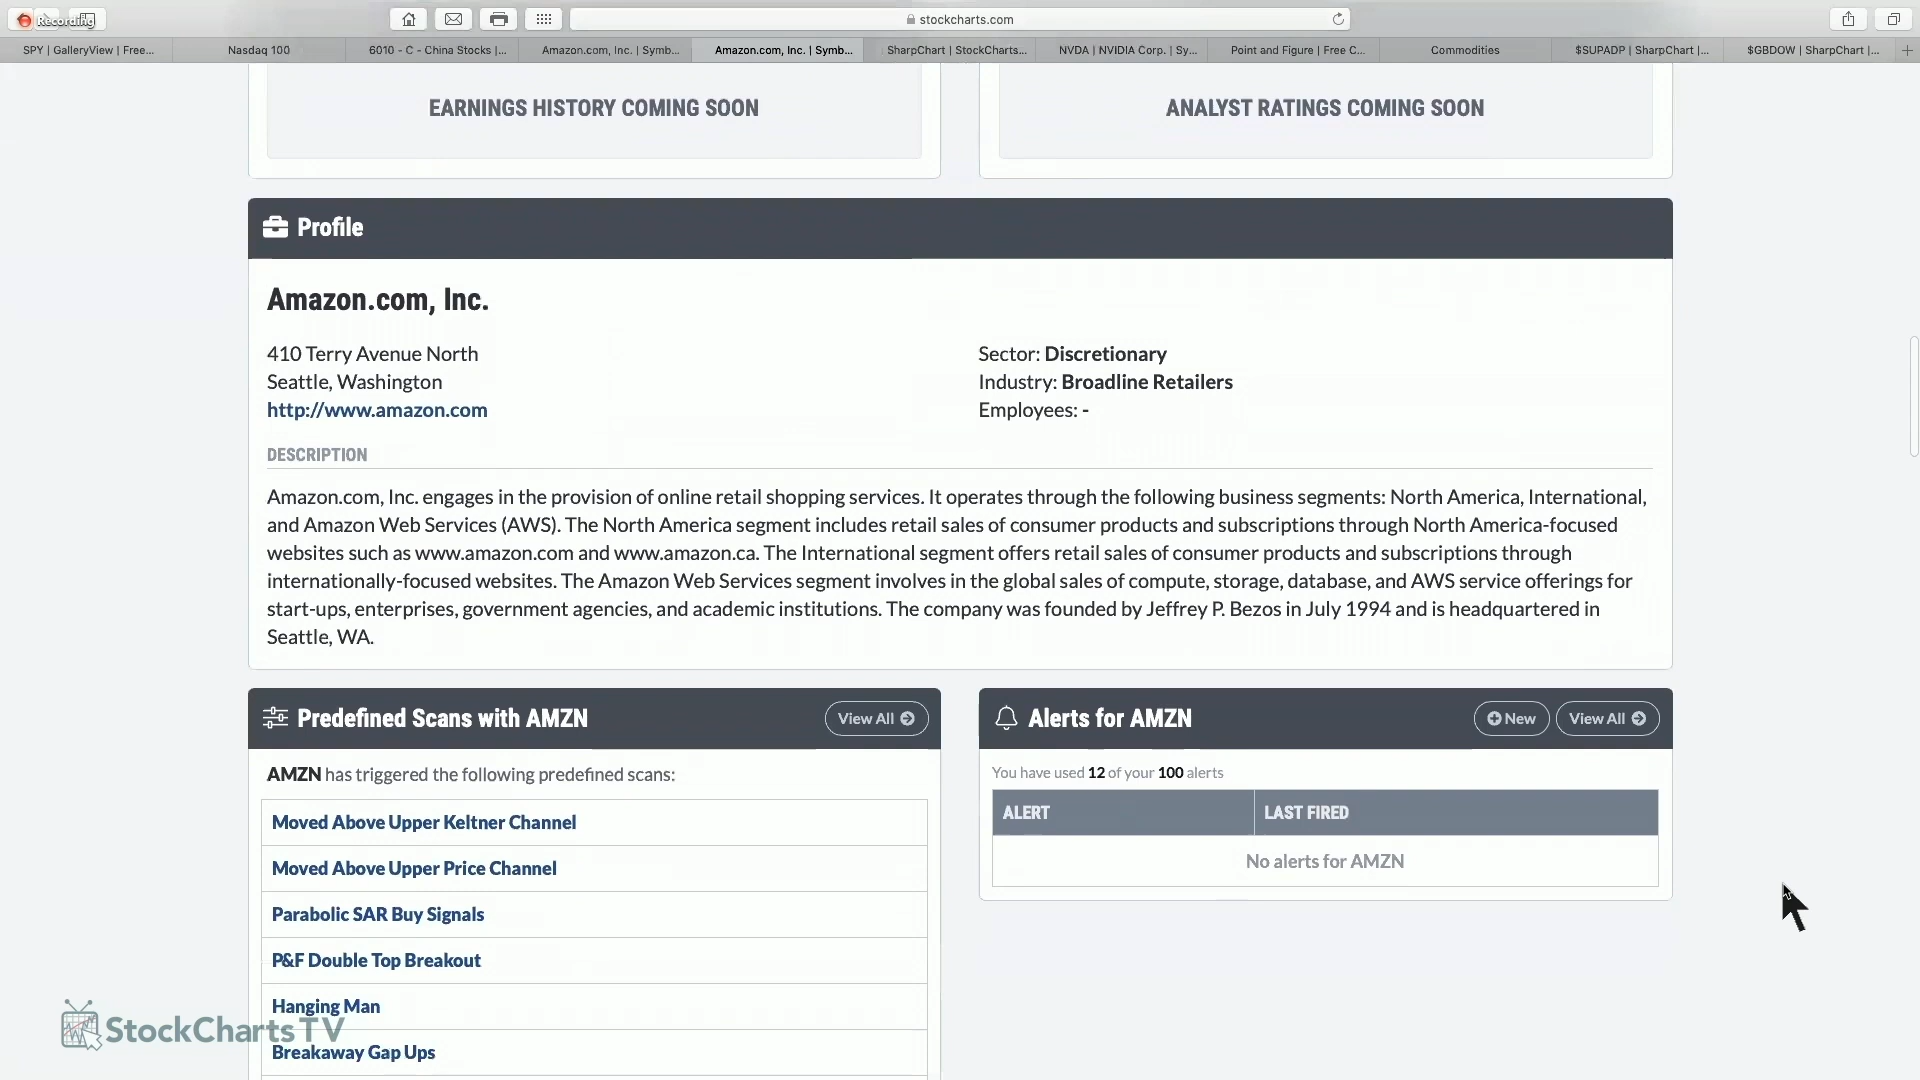 Recording
stockcharts.com
SPY | GalleryView | Free...
Nasdaq 100
6010 - C - China Stocks |...
Amazon.com, Inc. | Symb...
Amazon.com, Inc. | Symb...
SharpChart | StockCharts...
NVDA | NVIDIA Corp. | Sy...
Point and Figure | Free C...
Commodities
$SUPADP | SharpChart |...
$GBDOW | SharpChart |...
EARNINGS HISTORY COMING SOON
ANALYST RATINGS COMING SOON
Profile
Amazon.com, Inc.
410 Terry Avenue North
Seattle, Washington
http://www.amazon.com
Sector: Discretionary
Industry: Broadline Retailers
Employees: -
DESCRIPTION
Amazon.com, Inc. engages in the provision of online retail shopping services. It operates through the following business segments: North America, International,
and Amazon Web Services (AWS). The North America segment includes retail sales of consumer products and subscriptions through North America-focused
websites such as www.amazon.com and www.amazon.ca. The International segment offers retail sales of consumer products and subscriptions through
internationally-focused websites. The Amazon Web Services segment involves in the global sales of compute, storage, database, and AWS service offerings for
start-ups, enterprises, government agencies, and academic institutions. The company was founded by Jeffrey P. Bezos in July 1994 and is headquartered in
Seattle, WA.
Predefined Scans with AMZN
View All
AMZN has triggered the following predefined scans:
Moved Above Upper Keltner Channel
Moved Above Upper Price Channel
Parabolic SAR Buy Signals
P&F Double Top Breakout
Hanging Man
Breakaway Gap Ups
Alerts for AMZN
New
View All
You have used 12 of your 100 alerts
ALERT
LAST FIRED
No alerts for AMZN
StockCharts TV